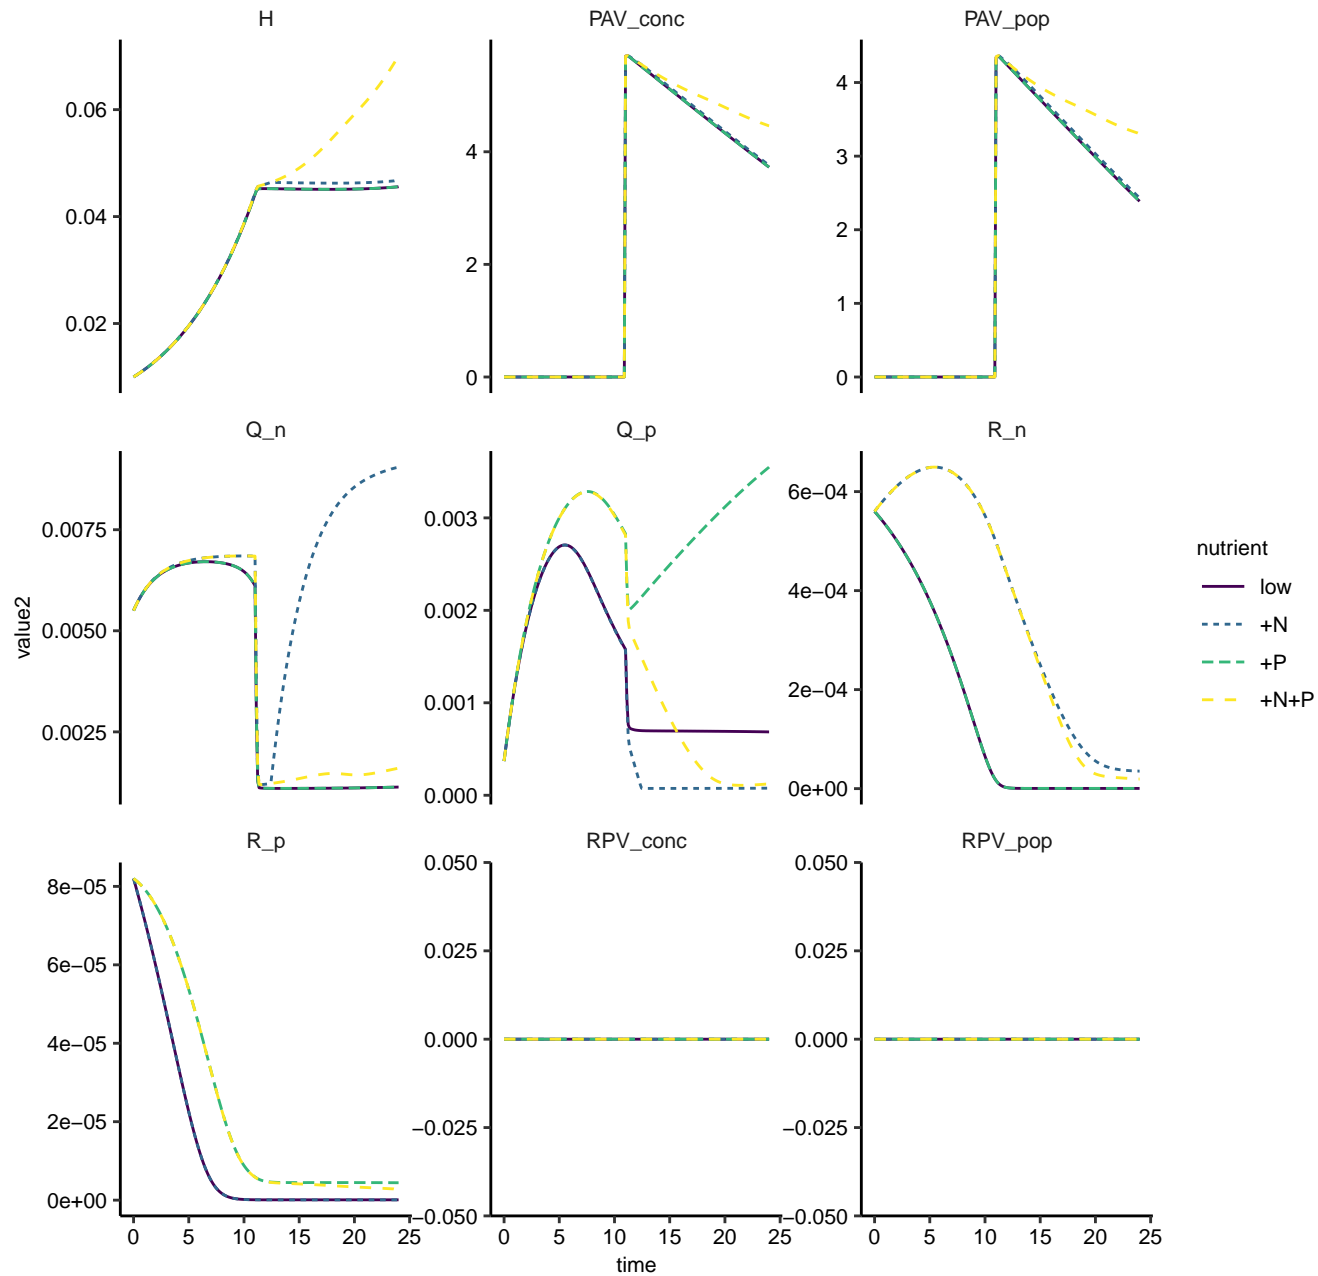 H
PAV_conc
PAV_pop
0.06
0.04
0.02
4
2
0
4
3
2
1
0
Q_n
Q_p
R_n
0.0075
0.0050
0.0025
0.003
0.002
0.001
0.000
6e−04
4e−04
2e−04
0e+00
value2
nutrient
low
+N
+P
+N+P
R_p
RPV_conc
RPV_pop
8e−05
6e−05
4e−05
2e−05
0e+00
0.050
0.025
0.000
−0.025
−0.050
0.050
0.025
0.000
−0.025
−0.050
0 5 10 15 20 25
0 5 10 15 20 25
0 5 10 15 20 25
time